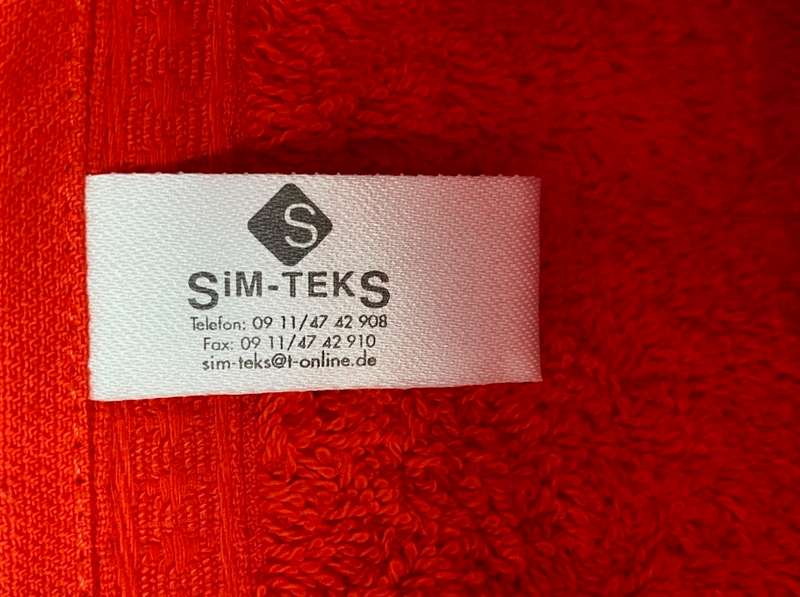 S
SiM-TEKS
Telefon: 09 11/47 42 908
Fax: 09 11/47 42 910
sim-teks@t-online.de